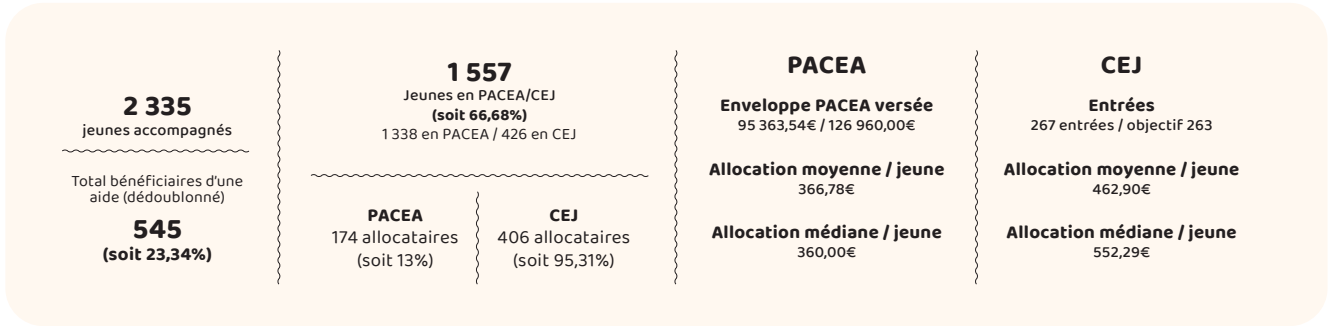 2 335
jeunes accompagnés
Total bénéficiaires d'une
aide (dédoublonné)
545
(soit 23,34%)
1 557
Jeunes en PACEA/CEJ
(soit 66,68%)
1 338 en PACEA / 426 en CEJ
PACEA
174 allocataires
(soit 13%)
CEJ
406 allocataires
(soit 95,31%)
PACEA
Enveloppe PACEA versée
95 363,54€ / 126 960,00€
Allocation moyenne / jeune
366,78€
Allocation médiane / jeune
360,00€
CEJ
Entrées
267 entrées / objectif 263
Allocation moyenne / jeune
462,90€
Allocation médiane / jeune
552,29€